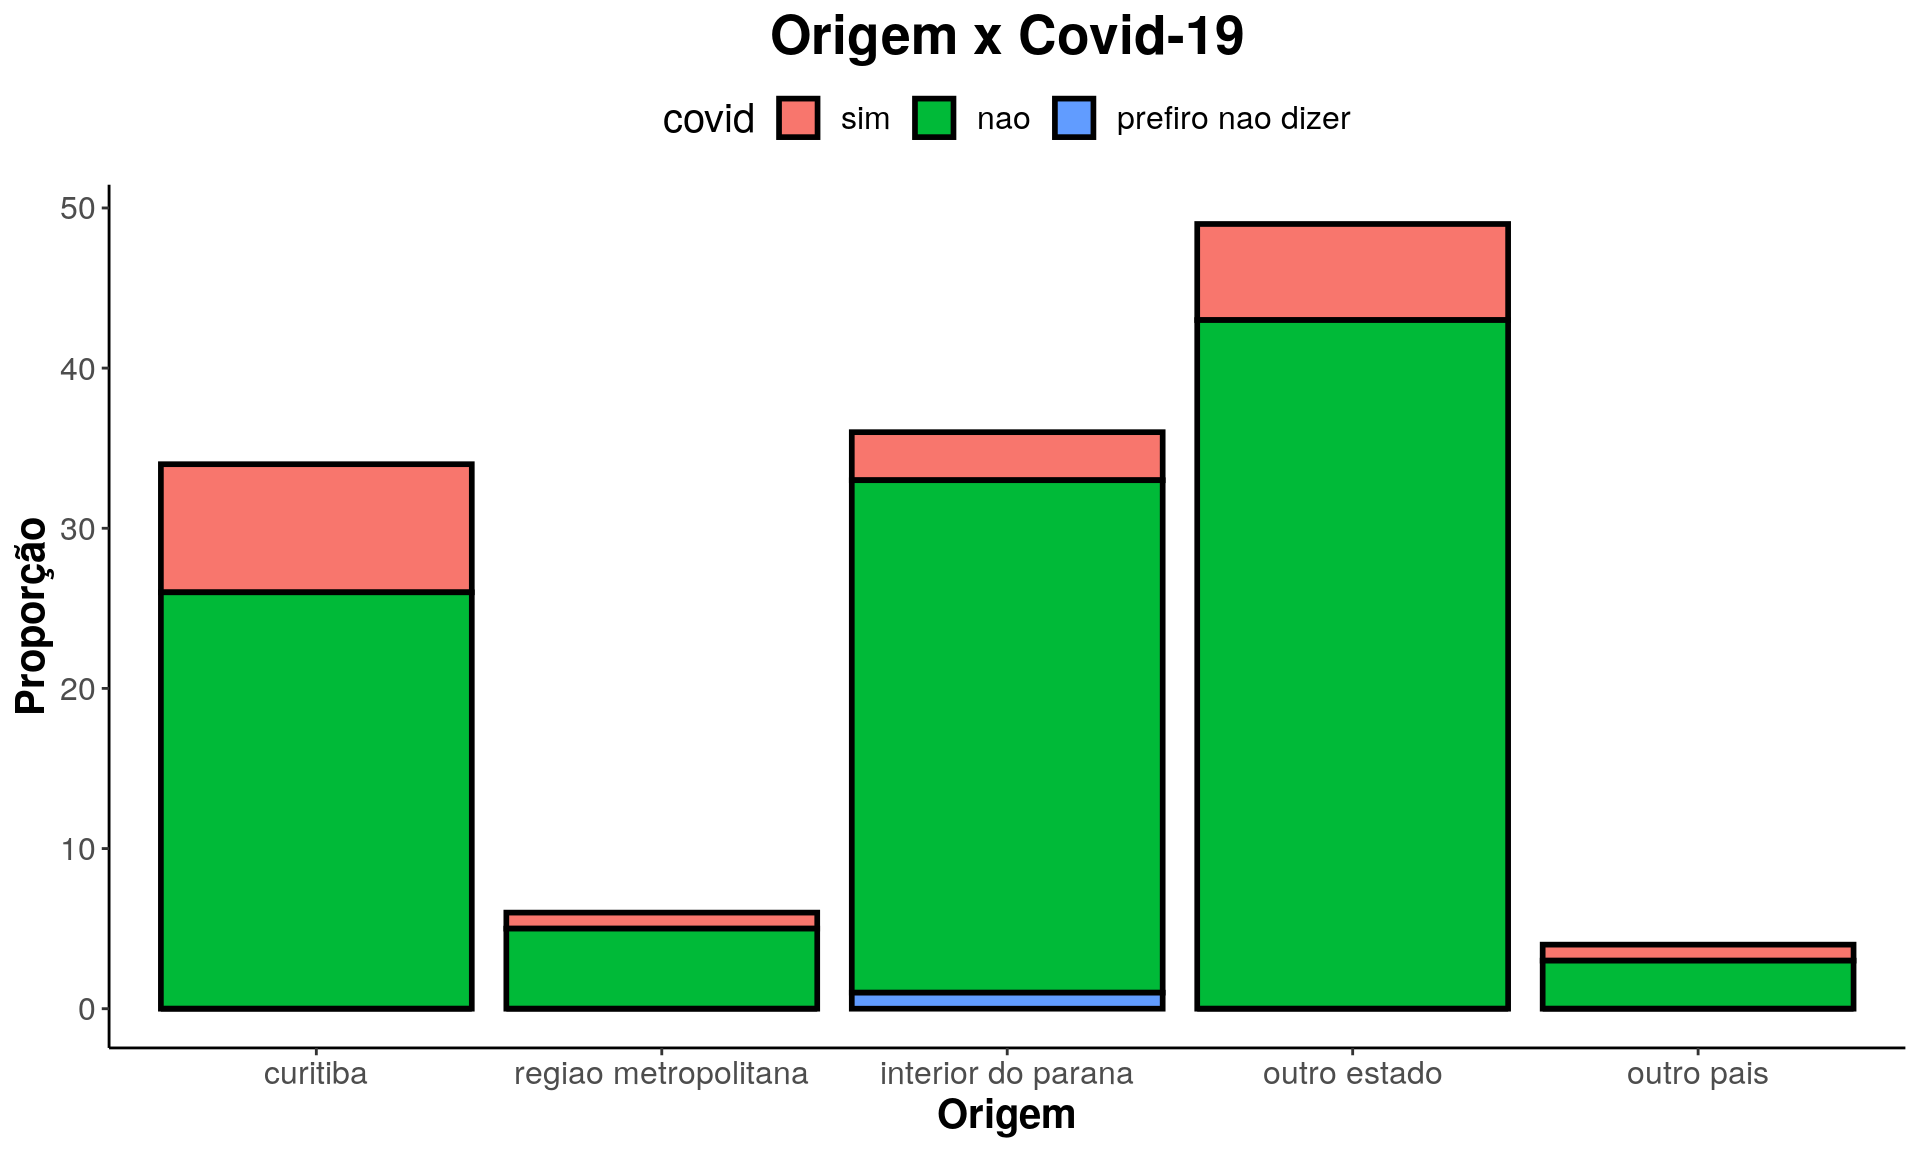 Origem x Covid-19
covid sim nao prefiro nao dizer
Proporção
50
40
30
20
10
0
curitiba regiao metropolitana interior do parana outro estado outro pais
Origem